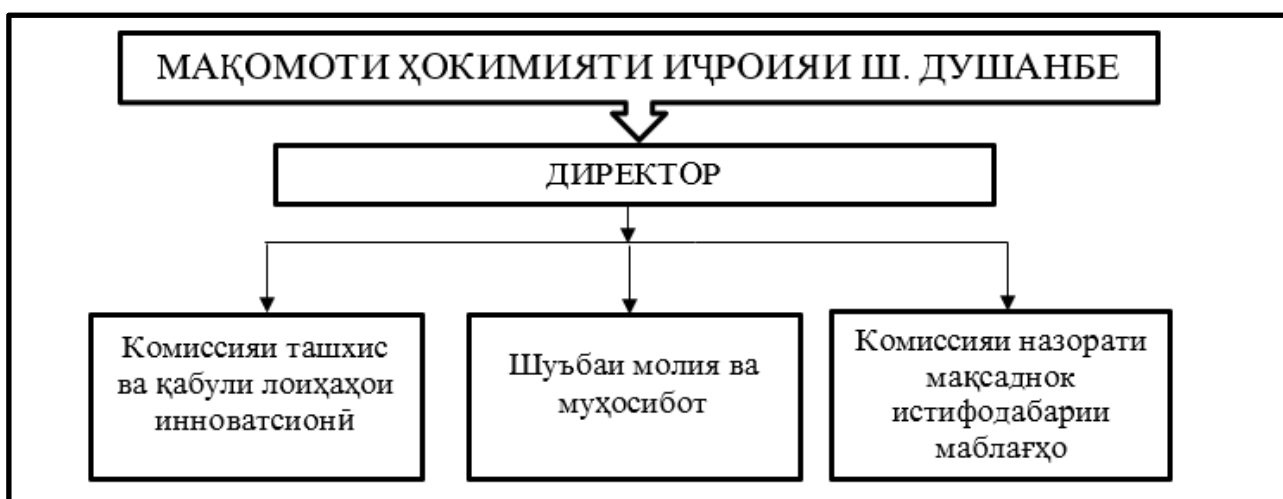 МАҚОМОТИ ҲОКИМИЯТИ ИҶРОИЯИ Ш. ДУШАНБЕ
ДИРЕКТОР
Комиссияи ташхис
ва қабули лоиҳаҳои
инноватсионӣ
Шуъбаи молия ва
муҳосибот
Комиссияи назорати
мақсаднок
истифодабарии
маблағҳо